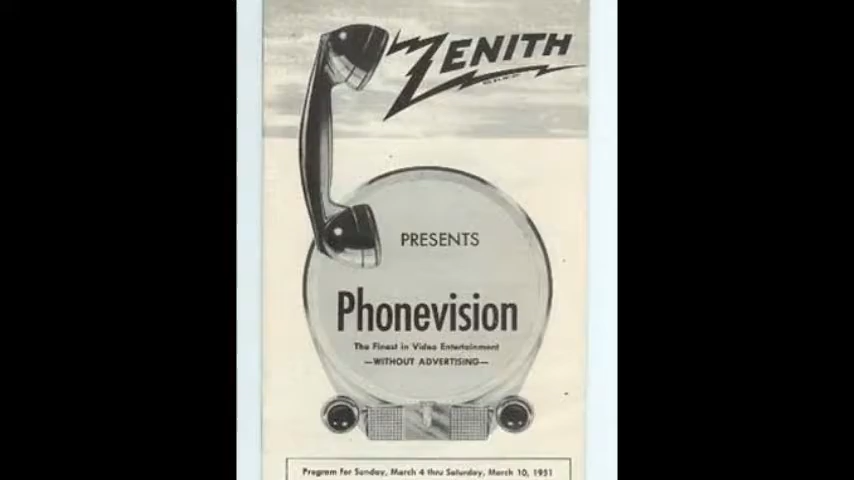 ZENITH
PRESENTS
Phonevision
The Finest in Video Entertainment
—WITHOUT ADVERTISING—
Program For Sunday, March 4 thru Saturday, March 10, 1951